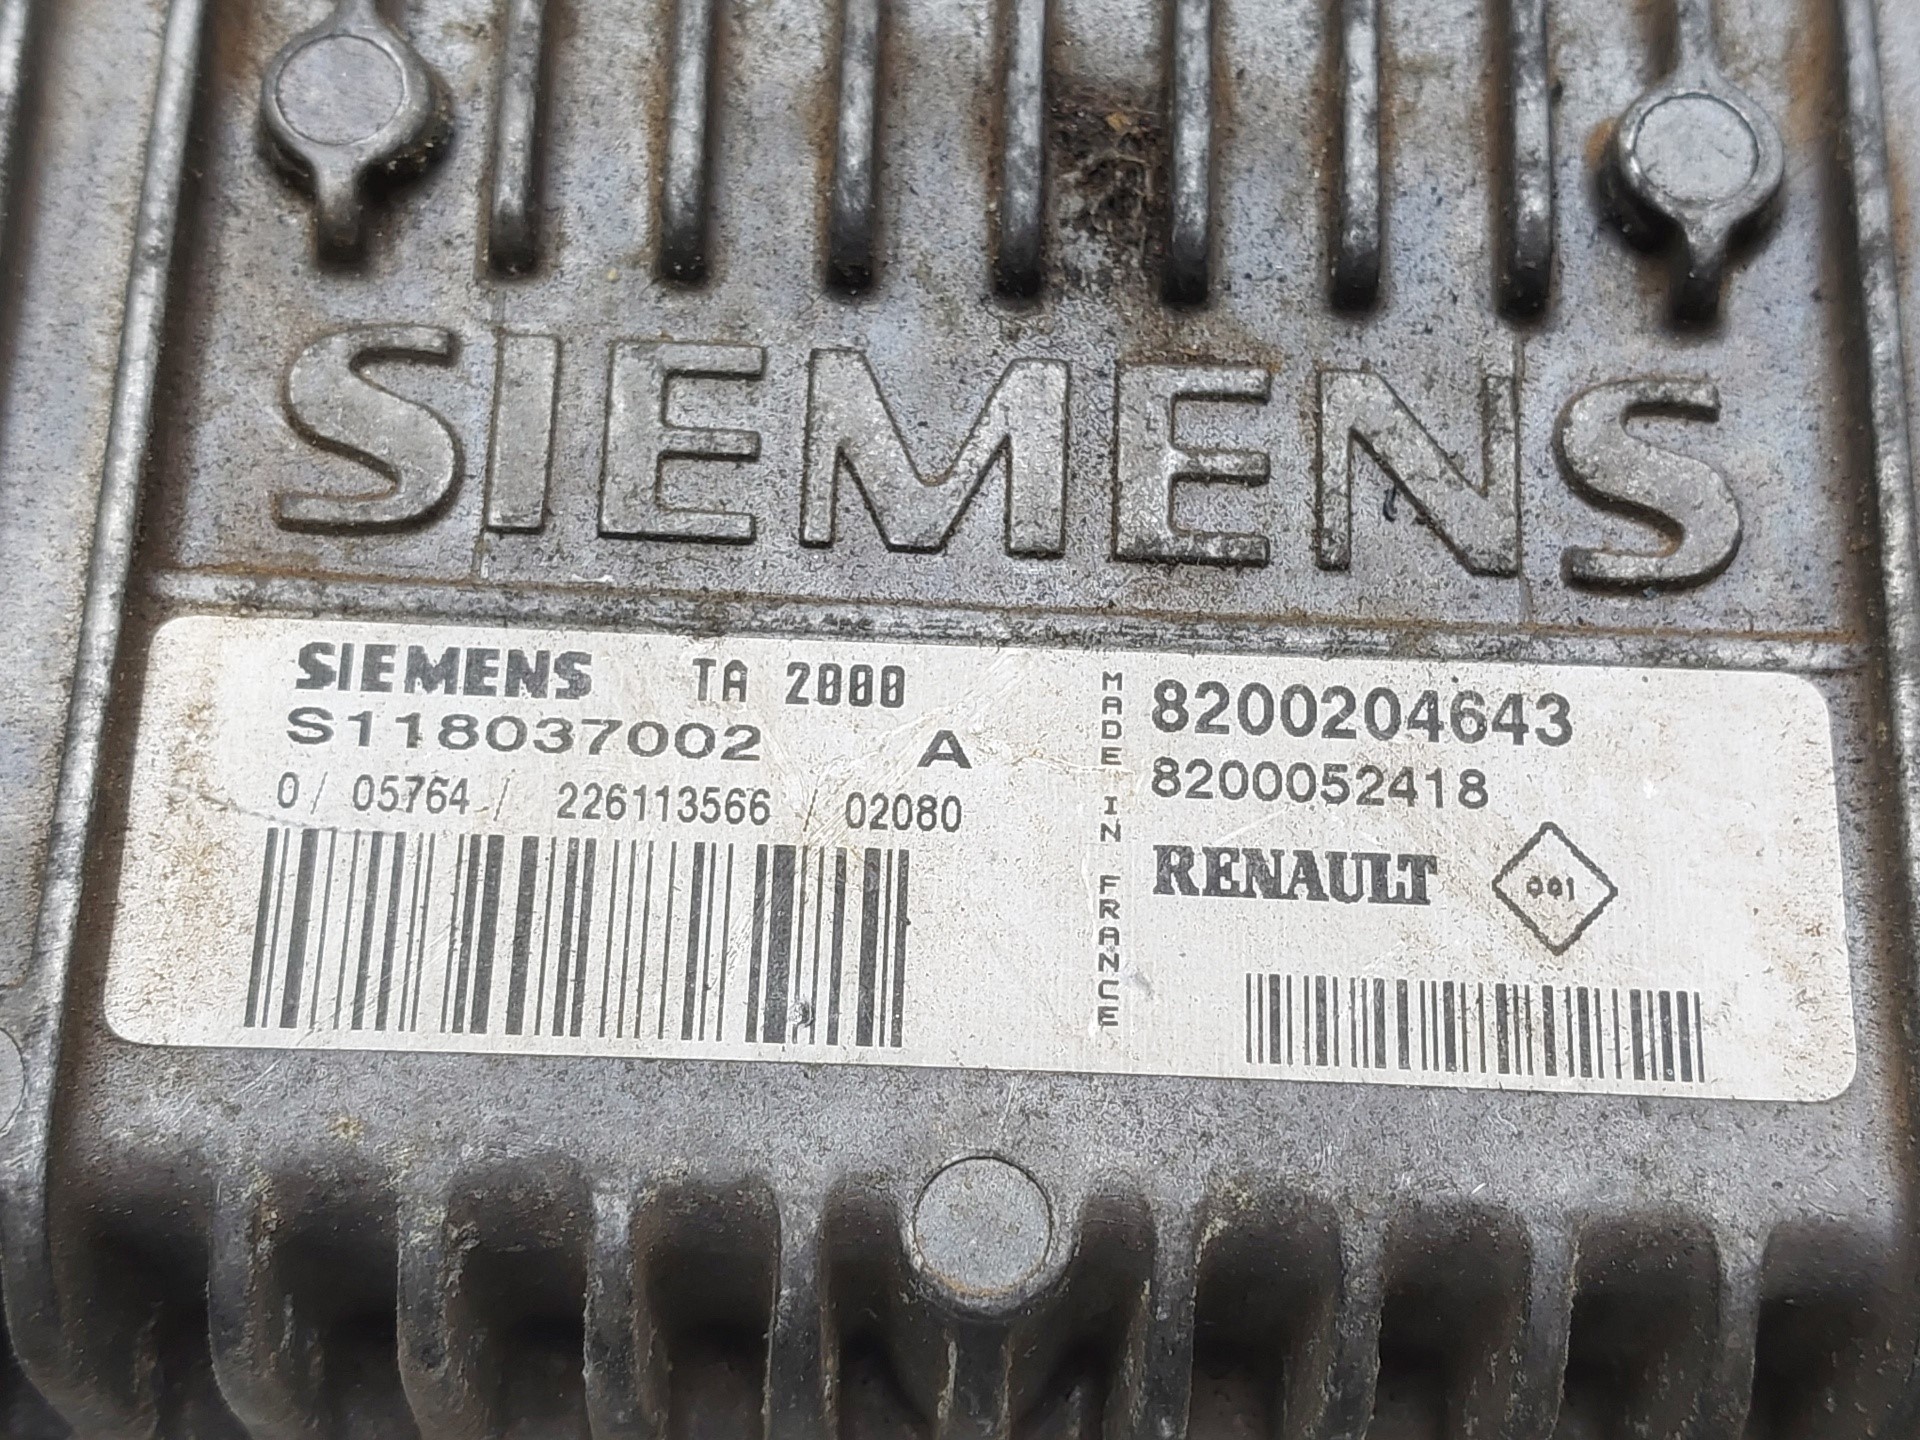 SIEMENS
SIEMENS TA 2000
S118037002 A
0/ 05764 / 226113566 / 02080
MADE IN FRANCE
8200204643
8200052418
RENAULT 001